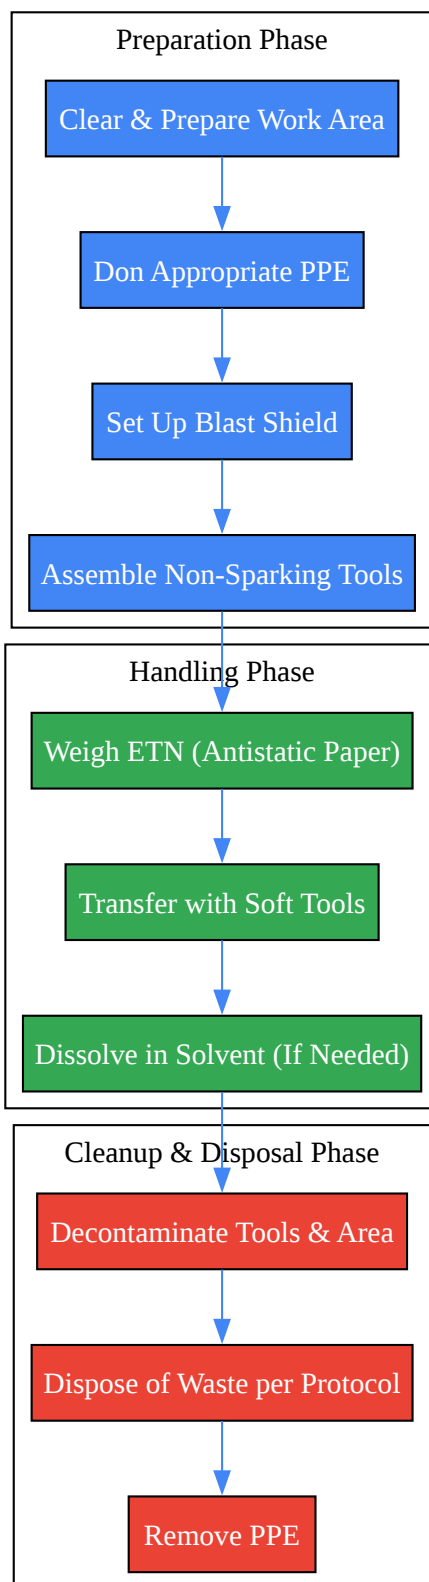 Preparation Phase
Clear & Prepare Work Area
Don Appropriate PPE
Set Up Blast Shield
Assemble Non-Sparking Tools
Handling Phase
Weigh ETN (Antistatic Paper)
Transfer with Soft Tools
Dissolve in Solvent (If Needed)
Cleanup & Disposal Phase
Decontaminate Tools & Area
Dispose of Waste per Protocol
Remove PPE